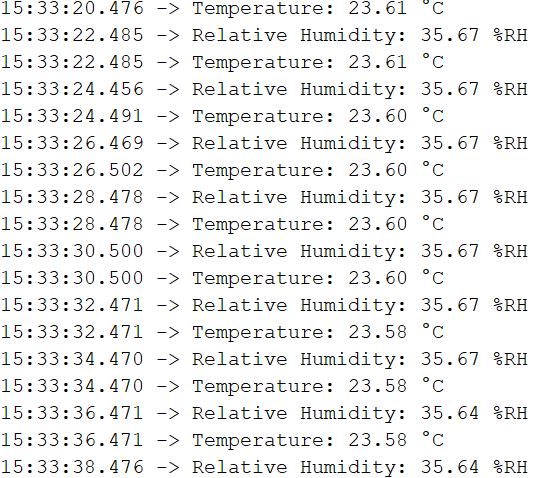 15:33:20.476 -> Temperature: 23.61 °C
15:33:22.485 -> Relative Humidity: 35.67 %RH
15:33:22.485 -> Temperature: 23.61 °C
15:33:24.456 -> Relative Humidity: 35.67 %RH
15:33:24.491 -> Temperature: 23.60 °C
15:33:26.469 -> Relative Humidity: 35.67 %RH
15:33:26.502 -> Temperature: 23.60 °C
15:33:28.478 -> Relative Humidity: 35.67 %RH
15:33:28.478 -> Temperature: 23.60 °C
15:33:30.500 -> Relative Humidity: 35.67 %RH
15:33:30.500 -> Temperature: 23.60 °C
15:33:32.471 -> Relative Humidity: 35.67 %RH
15:33:32.471 -> Temperature: 23.58 °C
15:33:34.470 -> Relative Humidity: 35.67 %RH
15:33:34.470 -> Temperature: 23.58 °C
15:33:36.471 -> Relative Humidity: 35.64 %RH
15:33:36.471 -> Temperature: 23.58 °C
15:33:38.476 -> Relative Humidity: 35.64 %RH